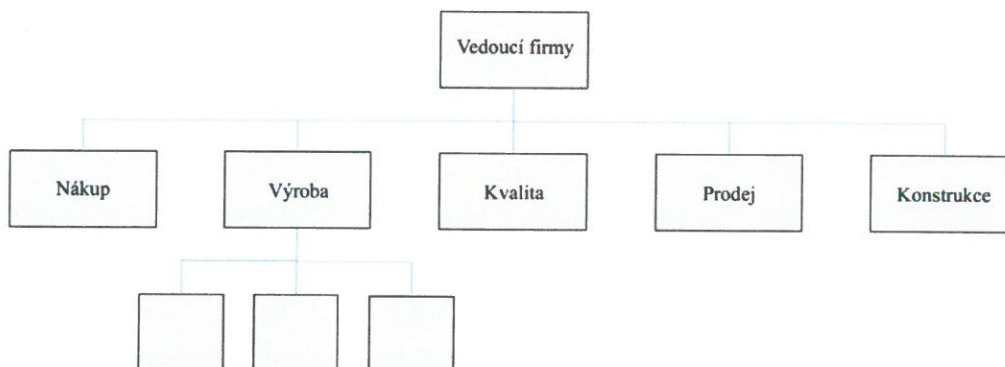 Vedoucí firmy
Nákup
Výroba
Kvalita
Prodej
Konstrukce